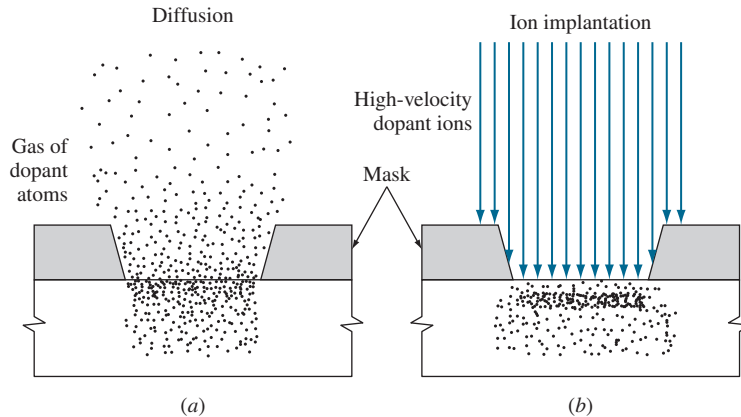 Diffusion
Gas of
dopant
atoms
Mask
Ion implantation
High-velocity
dopant ions
(a)
(b)